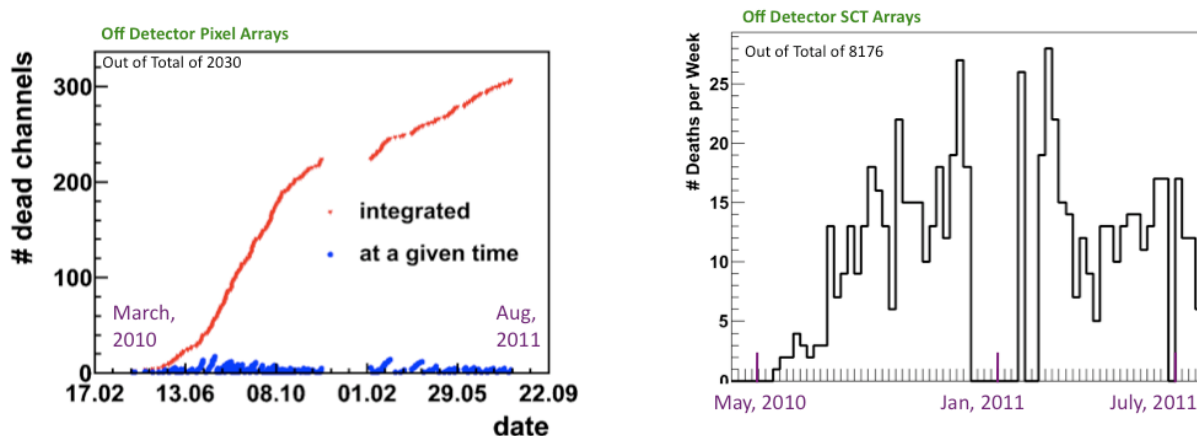 Off Detector Pixel Arrays
Out of Total of 2030
# dead channels
300
200
100
0
integrated
at a given time
March,
2010
Aug,
2011
17.02
13.06
08.10
01.02
29.05
22.09
date
Off Detector SCT Arrays
Out of Total of 8176
# Deaths per Week
25
20
15
10
5
0
May, 2010
Jan, 2011
July, 2011